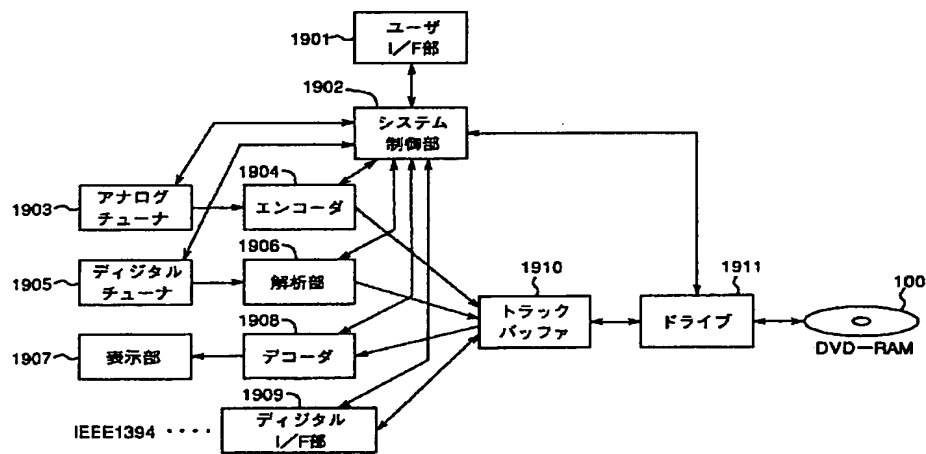 1901
ユーザ
I/F部
1902
システム
制御部
1903
アナログ
チューナ
1904
エンコーダ
1905
ディジタル
チューナ
1906
解析部
1907
表示部
1908
デコーダ
1909
ディジタル
I/F部
IEEE1394 ····
1910
トラック
バッファ
1911
ドライブ
100
DVD-RAM